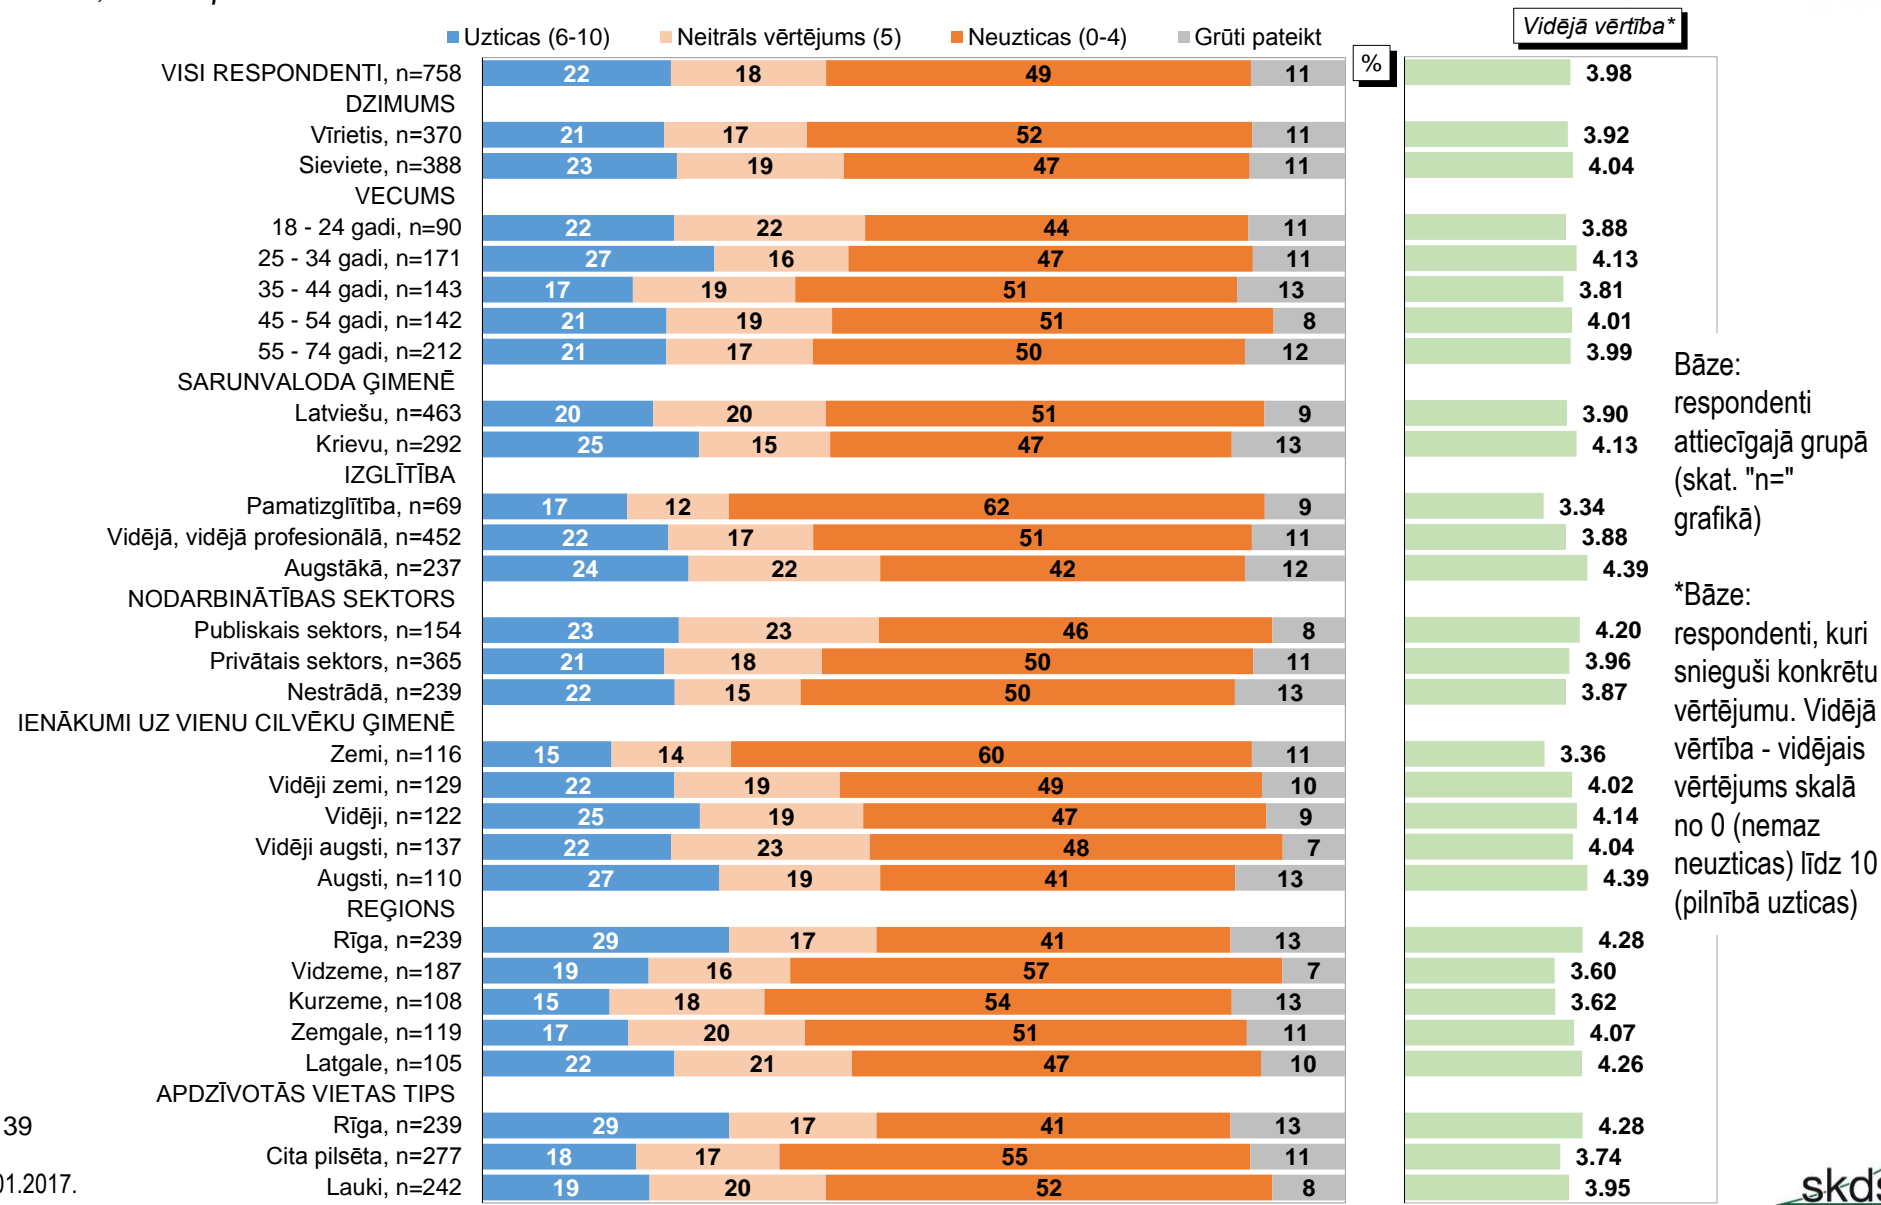 Uzticas (6-10) Neitrāls vērtējums (5) Neuzticas (0-4) Grūti pateikt Vidējā vērtība*
%
VISI RESPONDENTI, n=758 22 18 49 11 3.98
DZIMUMS
Vīrietis, n=370 21 17 52 11 3.92
Sieviete, n=388 23 19 47 11 4.04
VECUMS
18 - 24 gadi, n=90 22 22 44 11 3.88
25 - 34 gadi, n=171 27 16 47 11 4.13
35 - 44 gadi, n=143 17 19 51 13 3.81
45 - 54 gadi, n=142 21 19 51 8 4.01
55 - 74 gadi, n=212 21 17 50 12 3.99
SARUNVALODA ĢIMENĒ
Latviešu, n=463 20 20 51 9 3.90
Krievu, n=292 25 15 47 13 4.13
IZGLĪTĪBA
Pamatizglītība, n=69 17 12 62 9 3.34
Vidējā, vidējā profesionālā, n=452 22 17 51 11 3.88
Augstākā, n=237 24 22 42 12 4.39
NODARBINĀTĪBAS SEKTORS
Publiskais sektors, n=154 23 23 46 8 4.20
Privātais sektors, n=365 21 18 50 11 3.96
Nestrādā, n=239 22 15 50 13 3.87
IENĀKUMI UZ VIENU CILVĒKU ĢIMENĒ
Zemi, n=116 15 14 60 11 3.36
Vidēji zemi, n=129 22 19 49 10 4.02
Vidēji, n=122 25 19 47 9 4.14
Vidēji augsti, n=137 22 23 48 7 4.04
Augsti, n=110 27 19 41 13 4.39
REĢIONS
Rīga, n=239 29 17 41 13 4.28
Vidzeme, n=187 19 16 57 7 3.60
Kurzeme, n=108 15 18 54 13 3.62
Zemgale, n=119 17 20 51 11 4.07
Latgale, n=105 22 21 47 10 4.26
APDZĪVOTĀS VIETAS TIPS
Rīga, n=239 29 17 41 13 4.28
Cita pilsēta, n=277 18 17 55 11 3.74
Lauki, n=242 19 20 52 8 3.95
Bāze:
respondenti
attiecīgajā grupā
(skat. "n="
grafikā)
*Bāze:
respondenti, kuri
snieguši konkrētu
vērtējumu. Vidējā
vērtība - vidējais
vērtējums skalā
no 0 (nemaz
neuzticas) līdz 10
(pilnībā uzticas)
39
01.2017.
skds